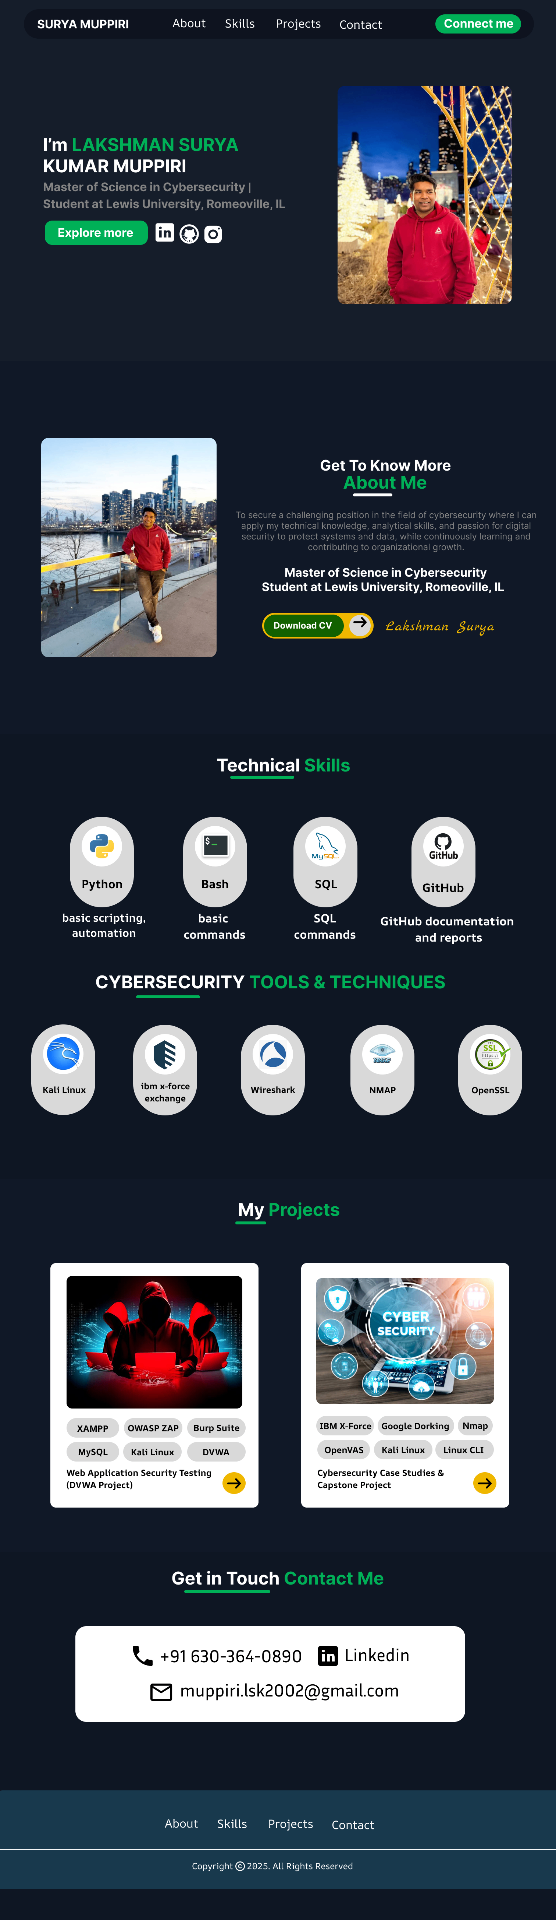 SURYA MUPPIRI
About
Skills
Projects
Contact
Connect me
I'm LAKSHMAN SURYA
KUMAR MUPPIRI
Master of Science in Cybersecurity |
Student at Lewis University, Romeoville, IL
Explore more
in
Get To Know More
About Me
To secure a challenging position in the field of cybersecurity where I can
apply my technical knowledge, analytical skills, and passion for digital
security to protect systems and data, while continuously learning and
contributing to organizational growth.
Master of Science in Cybersecurity
Student at Lewis University, Romeoville, IL
Download CV
Lakshman Surya
Technical Skills
$ _
MySQL
GitHub
Python
Bash
SQL
GitHub
basic scripting,
automation
basic
commands
SQL
commands
GitHub documentation
and reports
CYBERSECURITY TOOLS & TECHNIQUES
SSL
Kali Linux
ibm x-force
exchange
Wireshark
NMAP
OpenSSL
My Projects
CYBER
SECURITY
XAMPP
OWASP ZAP
Burp Suite
MySQL
Kali Linux
DVWA
Web Application Security Testing
(DVWA Project)
IBM X-Force
Google Dorking
Nmap
OpenVAS
Kali Linux
Linux CLI
Cybersecurity Case Studies &
Capstone Project
Get in Touch Contact Me
+91 630-364-0890
in Linkedin
muppiri.lsk2002@gmail.com
About
Skills
Projects
Contact
Copyright © 2025. All Rights Reserved